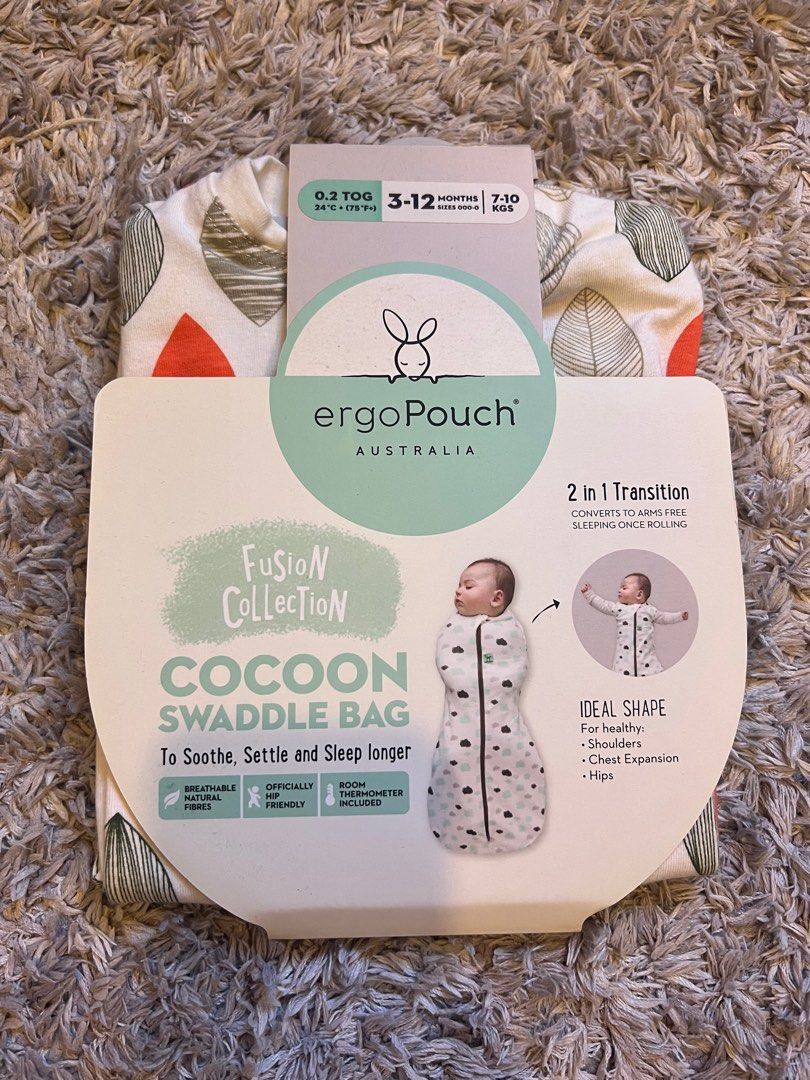 0.2 TOG
24°C + (75°F+)
3-12 MONTHS
SIZES 000-0
7-10
KGS
ergoPouch®
AUSTRALIA
2 in 1 Transition
CONVERTS TO ARMS FREE
SLEEPING ONCE ROLLING
FUSION
COLLECTION
COCOON
SWADDLE BAG
To Soothe, Settle and Sleep longer
BREATHABLE
NATURAL
FIBRES
OFFICIALLY
HIP
FRIENDLY
ROOM
THERMOMETER
INCLUDED
IDEAL SHAPE
For healthy:
• Shoulders
• Chest Expansion
• Hips